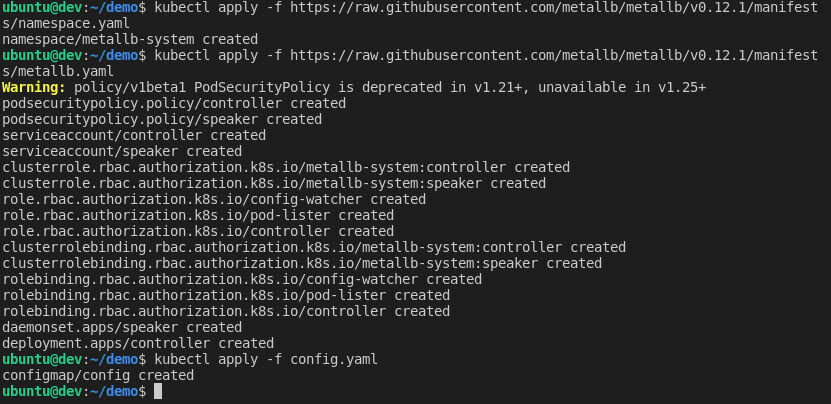 ubuntu@dev:~/demo$ kubectl apply -f https://raw.githubusercontent.com/metallb/metallb/v0.12.1/manifest
s/namespace.yaml
namespace/metallb-system created
ubuntu@dev:~/demo$ kubectl apply -f https://raw.githubusercontent.com/metallb/metallb/v0.12.1/manifest
s/metallb.yaml
Warning: policy/v1beta1 PodSecurityPolicy is deprecated in v1.21+, unavailable in v1.25+
podsecuritypolicy.policy/controller created
podsecuritypolicy.policy/speaker created
serviceaccount/controller created
serviceaccount/speaker created
clusterrole.rbac.authorization.k8s.io/metallb-system:controller created
clusterrole.rbac.authorization.k8s.io/metallb-system:speaker created
role.rbac.authorization.k8s.io/config-watcher created
role.rbac.authorization.k8s.io/pod-lister created
role.rbac.authorization.k8s.io/controller created
clusterrolebinding.rbac.authorization.k8s.io/metallb-system:controller created
clusterrolebinding.rbac.authorization.k8s.io/metallb-system:speaker created
rolebinding.rbac.authorization.k8s.io/config-watcher created
rolebinding.rbac.authorization.k8s.io/pod-lister created
rolebinding.rbac.authorization.k8s.io/controller created
daemonset.apps/speaker created
deployment.apps/controller created
ubuntu@dev:~/demo$ kubectl apply -f config.yaml
configmap/config created
ubuntu@dev:~/demo$